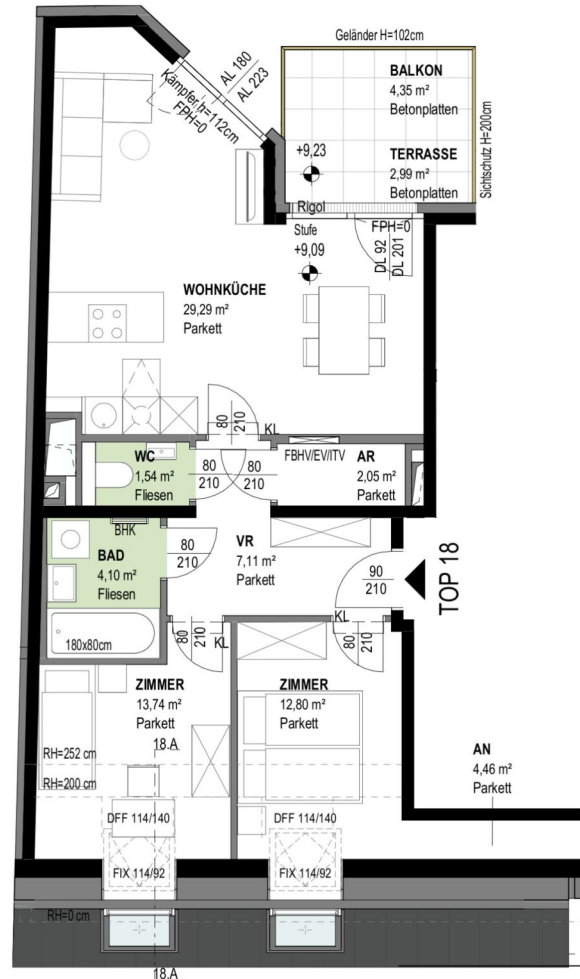 Geländer H=102cm
BALKON
4,35 m²
Betonplatten
TERRASSE
2,99 m²
Betonplatten
Sichtschutz H=200cm
AL 180
AL 223
Kämpfer h=112cm
FPH=0
+9,23
Rigol
Stufe
FPH=0
+9,09
DL 92
DL 201
WOHNKÜCHE
29,29 m²
Parkett
80
210
KL
WC
1,54 m²
Fliesen
80
210
80
210
FBHV/EV/ITV
AR
2,05 m²
Parkett
BHK
BAD
4,10 m²
Fliesen
80
210
VR
7,11 m²
Parkett
90
210
TOP 18
180x80cm
80
210
KL
KL
80
210
ZIMMER
13,74 m²
Parkett
18.A
ZIMMER
12,80 m²
Parkett
RH=252 cm
RH=200 cm
AN
4,46 m²
Parkett
DFF 114/140
DFF 114/140
FIX 114/92
FIX 114/92
RH=0 cm
18.A